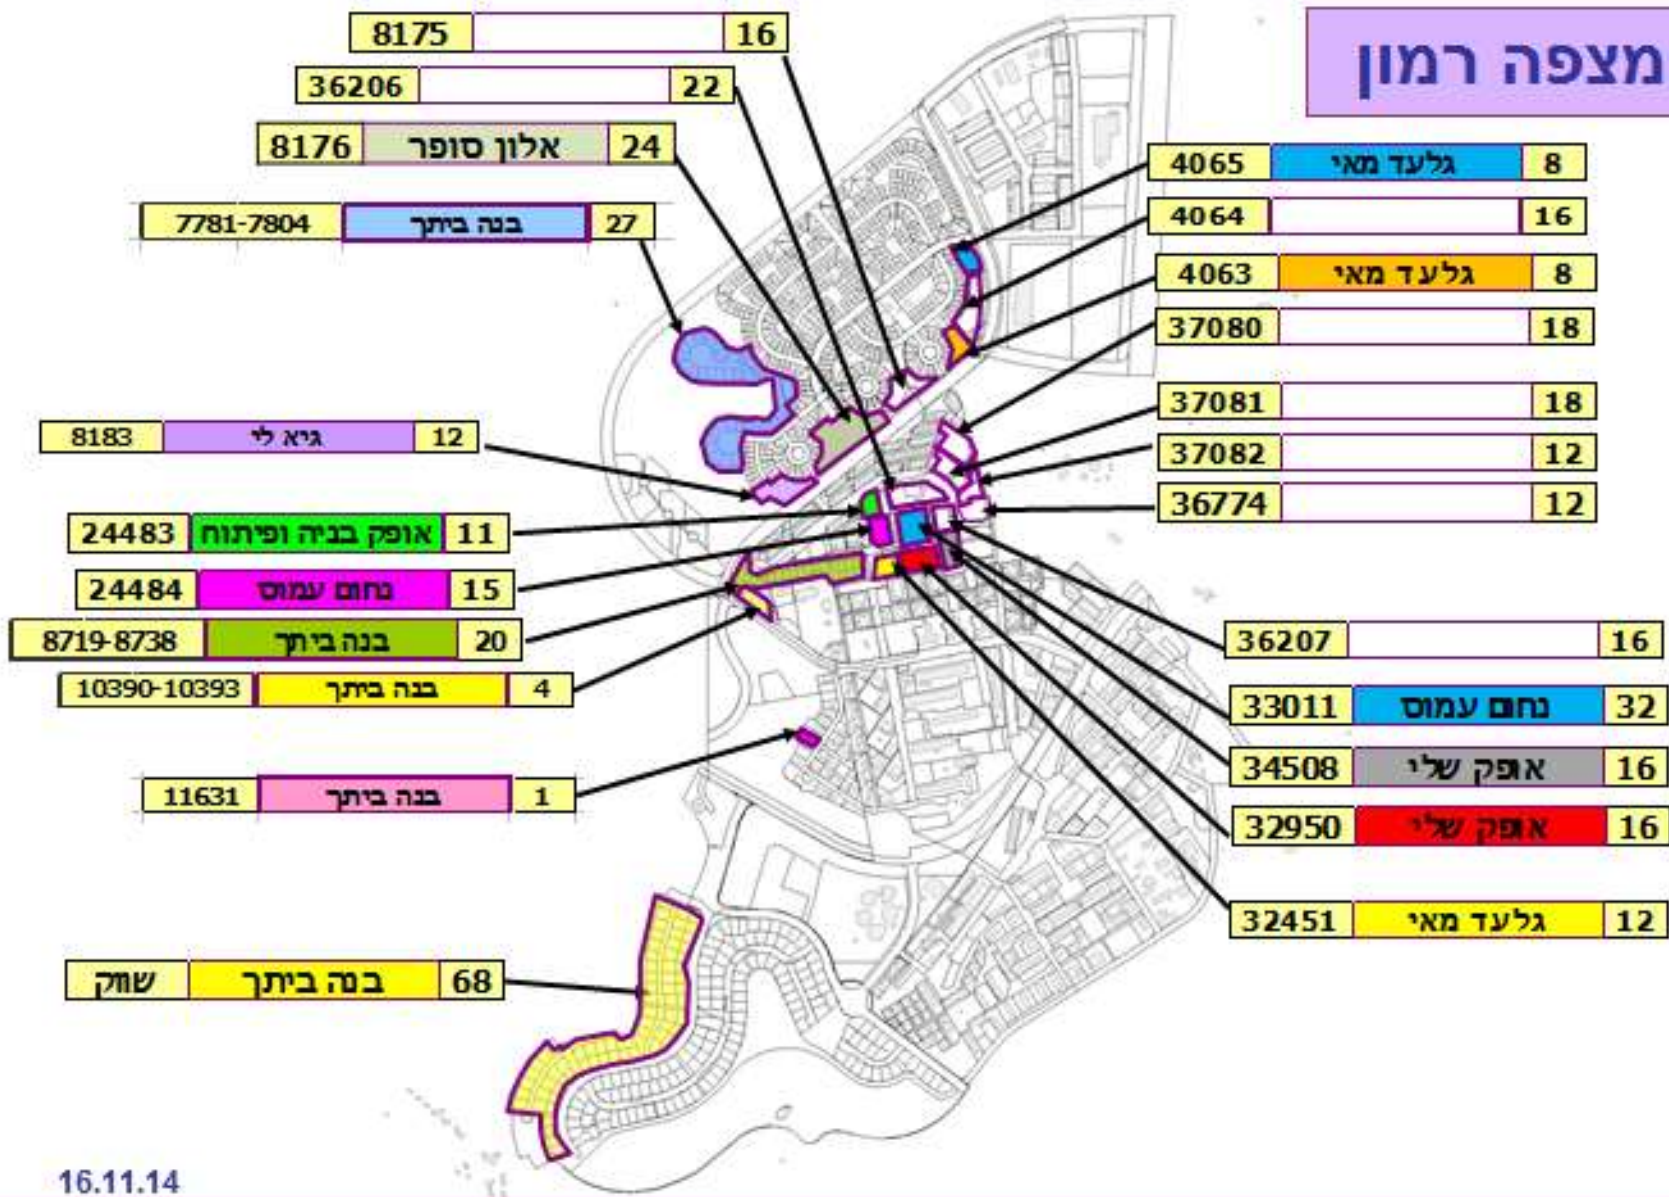 מצפה רמון
8175 16
36206 22
8176 אלון סופר 24
7781-7804 בנה ביתך 27
8183 גיא לי 12
24483 אופק בניה ופיתוח 11
24484 נחום עמוס 15
8719-8738 בנה ביתך 20
10390-10393 בנה ביתך 4
11631 בנה ביתך 1
שווק בנה ביתך 68
4065 גלעד מאי 8
4064 16
4063 גלעד מאי 8
37080 18
37081 18
37082 12
36774 12
36207 16
33011 נחום עמוס 32
34508 אופק שלי 16
32950 אופק שלי 16
32451 גלעד מאי 12
16.11.14